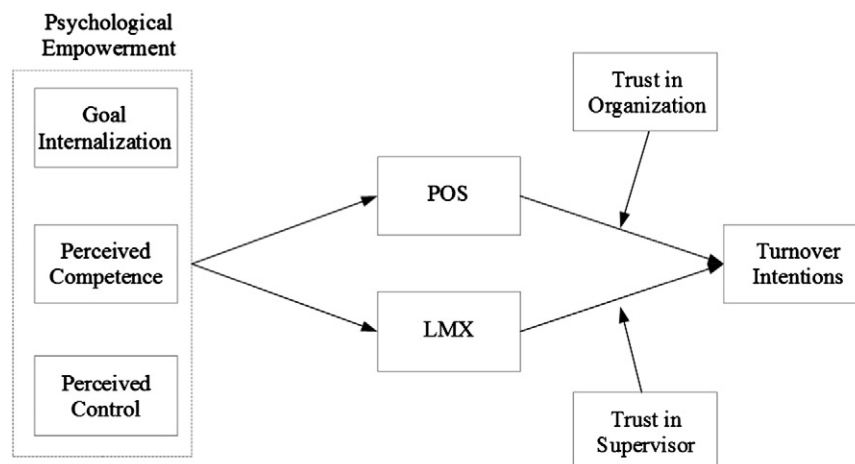 Psychological
Empowerment
Goal
Internalization
Perceived
Competence
Perceived
Control
POS
LMX
Trust in
Organization
Trust in
Supervisor
Turnover
Intentions